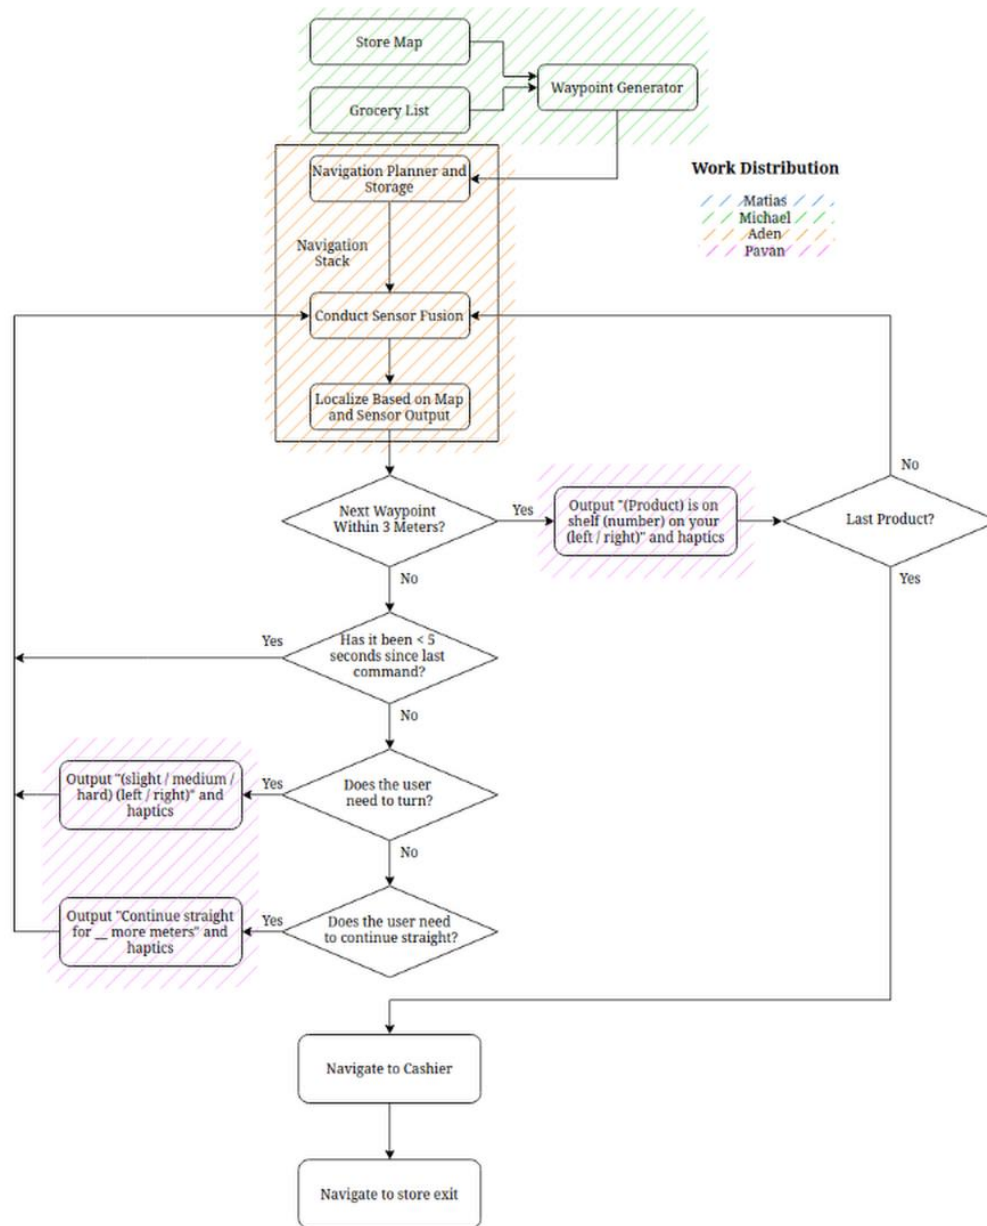 Store Map
Grocery List
Waypoint Generator
Work Distribution
Matias
Michael
Aden
Pavan
Navigation Planner and
Storage
Navigation
Stack
Conduct Sensor Fusion
Localize Based on Map
and Sensor Output
Next Waypoint
Within 3 Meters?
Yes
Output "(Product) is on
shelf (number) on your
(left / right)" and haptics
Last Product?
No
Yes
No
Has it been < 5
seconds since last
command?
Yes
No
Does the user
need to turn?
Yes
Output "(slight / medium /
hard) (left / right)" and
haptics
No
Does the user need
to continue straight?
Yes
Output "Continue straight
for __ more meters" and
haptics
Navigate to Cashier
Navigate to store exit